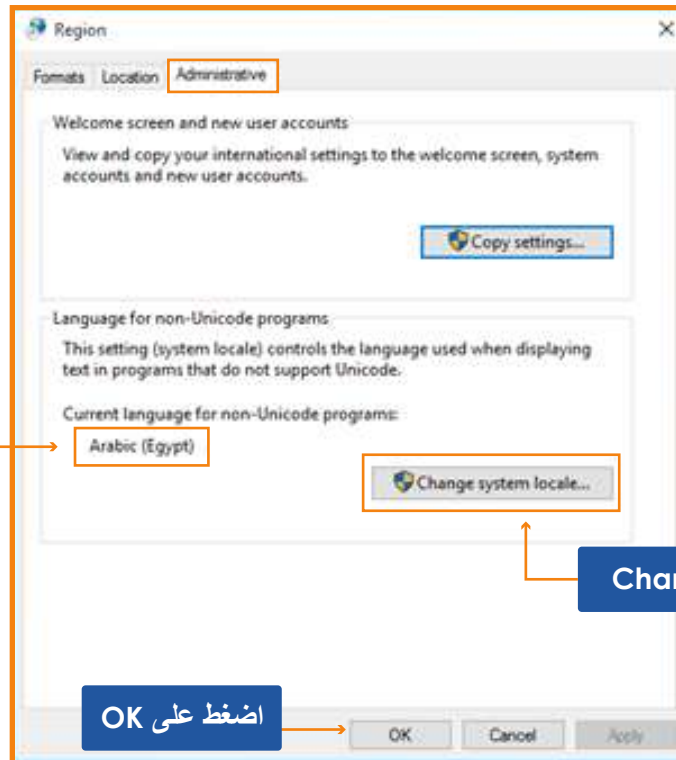 Region
Formats Location Administrative
Welcome screen and new user accounts
View and copy your international settings to the welcome screen, system
accounts and new user accounts.
Copy settings...
Language for non-Unicode programs
This setting (system locale) controls the language used when displaying
text in programs that do not support Unicode.
Current language for non-Unicode programs:
Arabic (Egypt)
Change system locale...
Char
اضغط على OK
OK Cancel Apply